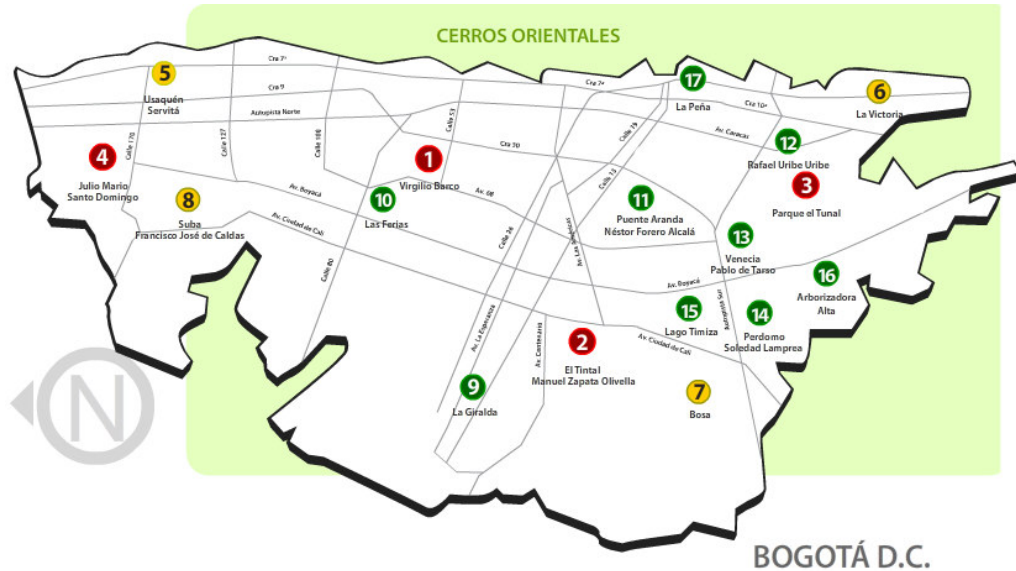 CERROS ORIENTALES
Cra 7ª
5
Usaquén
Servitá
Cra 9
Autopista Norte
Calle 170
Calle 127
Calle 100
Calle 53
Cra 7ª
17
La Peña
Cra 10ª
6
La Victoria
Av. Caracas
12
Rafael Uribe Uribe
4
Julio Mario
Santo Domingo
1
Virgilio Barco
Cra 30
Calle 19
Calle 13
3
Parque el Tunal
8
Suba
Francisco José de Caldas
Av. Boyacá
10
Las Ferias
Av. 68
11
Puente Aranda
Néstor Forero Alcalá
Av. Ciudad de Cali
Calle 26
Av. Las Américas
13
Venecia
Pablo de Tarso
Calle 80
Av. Boyacá
16
Arborizadora
Alta
15
Lago Timiza
Autopista Sur
14
Perdomo
Soledad Lamprea
Av. La Esperanza
Av. Centenario
2
El Tintal
Manuel Zapata Olivella
Av. Ciudad de Cali
9
La Giralda
7
Bosa
N
BOGOTÁ D.C.